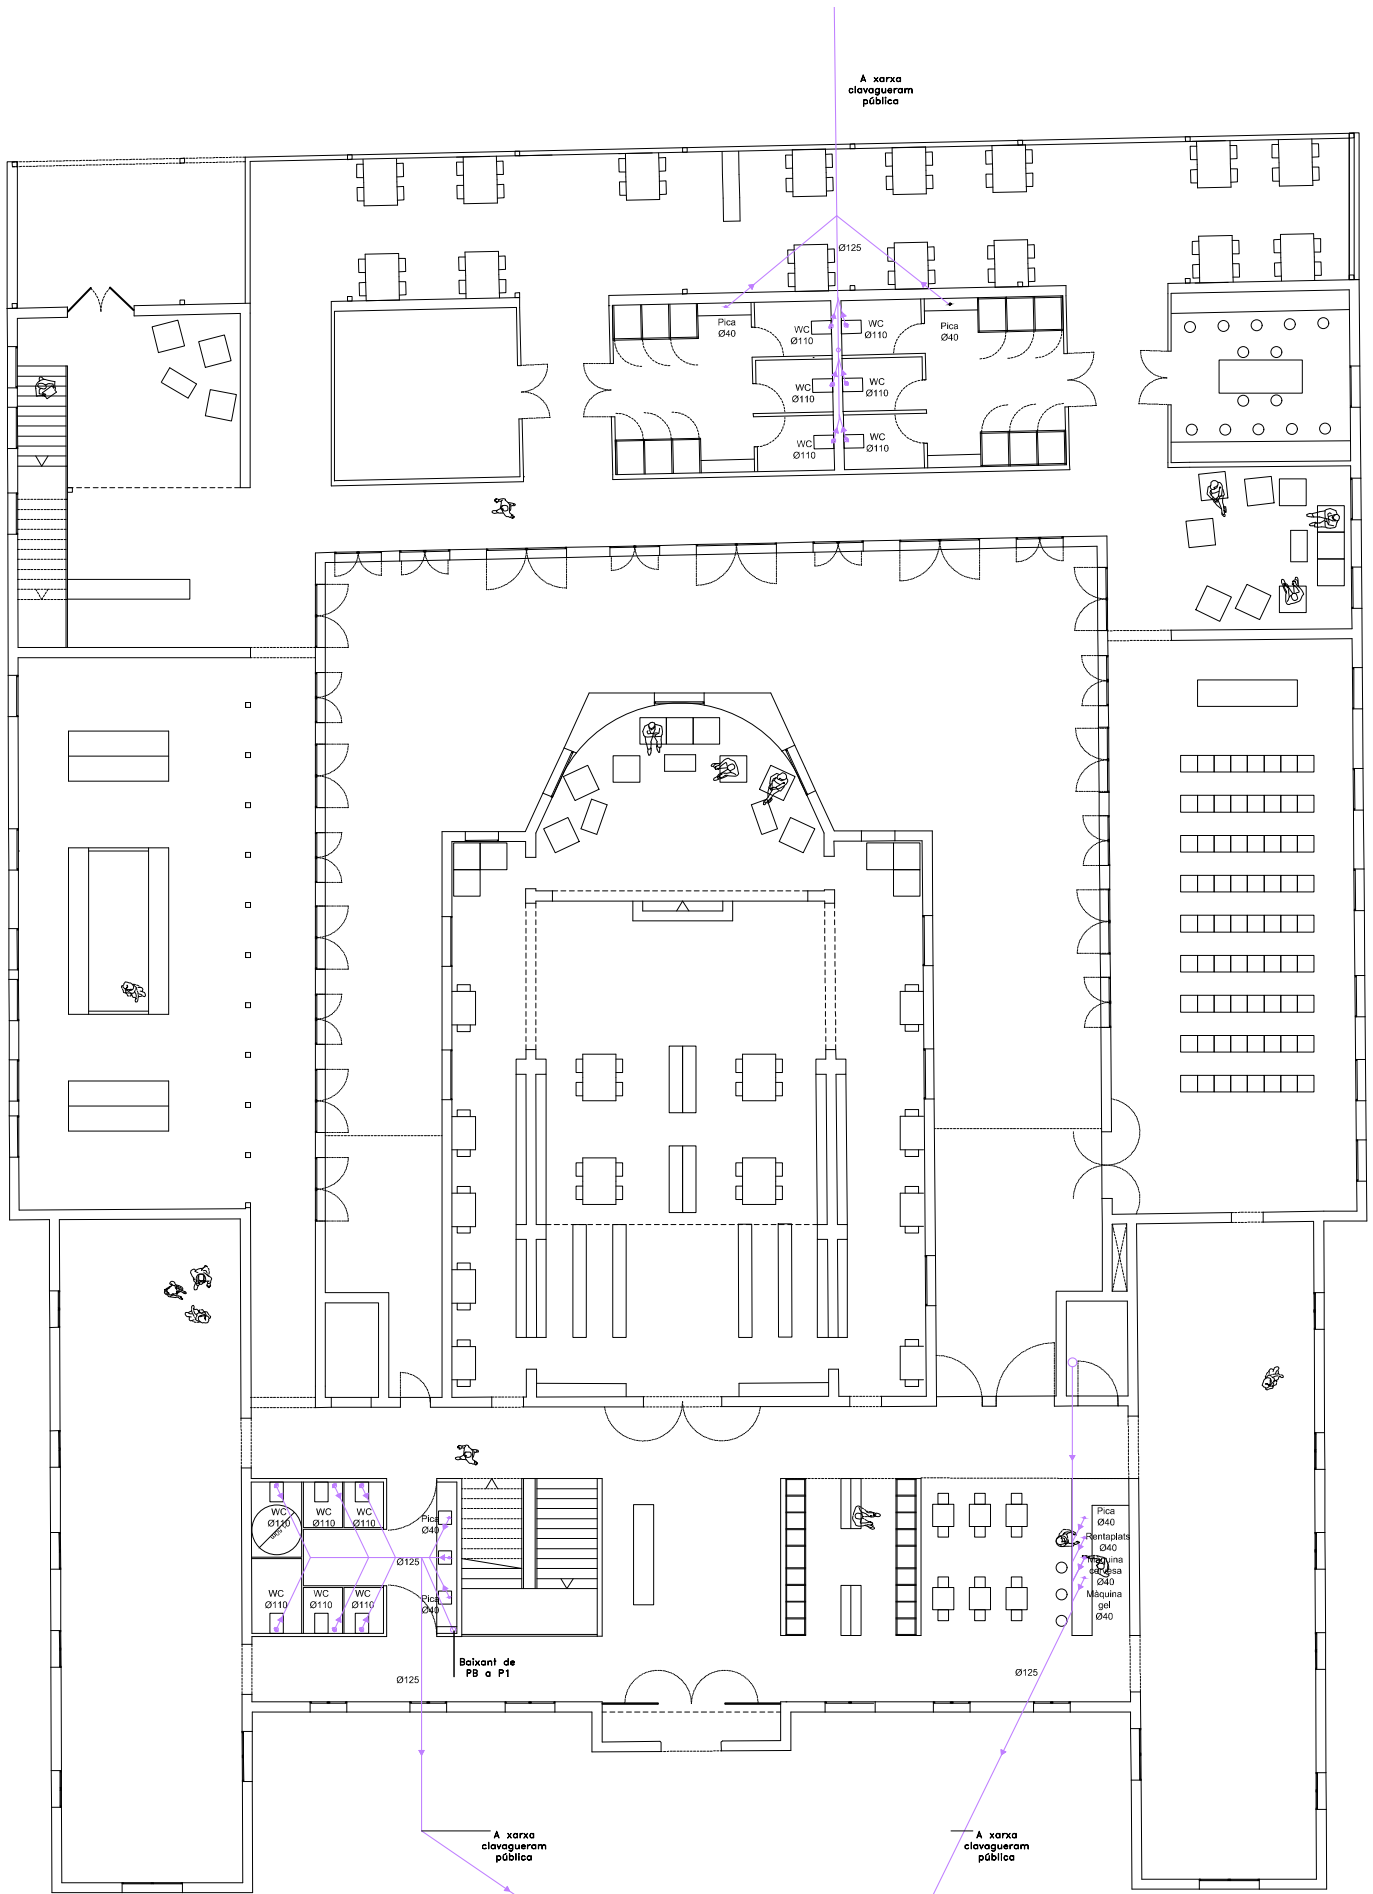 A xarxa
clavagueram
pública
Ø125
Pica
Ø40
WC
Ø110
WC
Ø110
Pica
Ø40
WC
Ø110
WC
Ø110
WC
Ø110
WC
Ø110
WC
Ø110
WC
Ø110
WC
Ø110
Pica
Ø40
Ø125
WC
Ø110
WC
Ø110
WC
Ø110
Pica
Ø40
Pica
Ø40
Rentaplats
Ø40
Màquina
cervesa
Ø40
Màquina
gel
Ø40
Baixant de
PB a P1
Ø125
Ø125
A xarxa
clavagueram
pública
A xarxa
clavagueram
pública